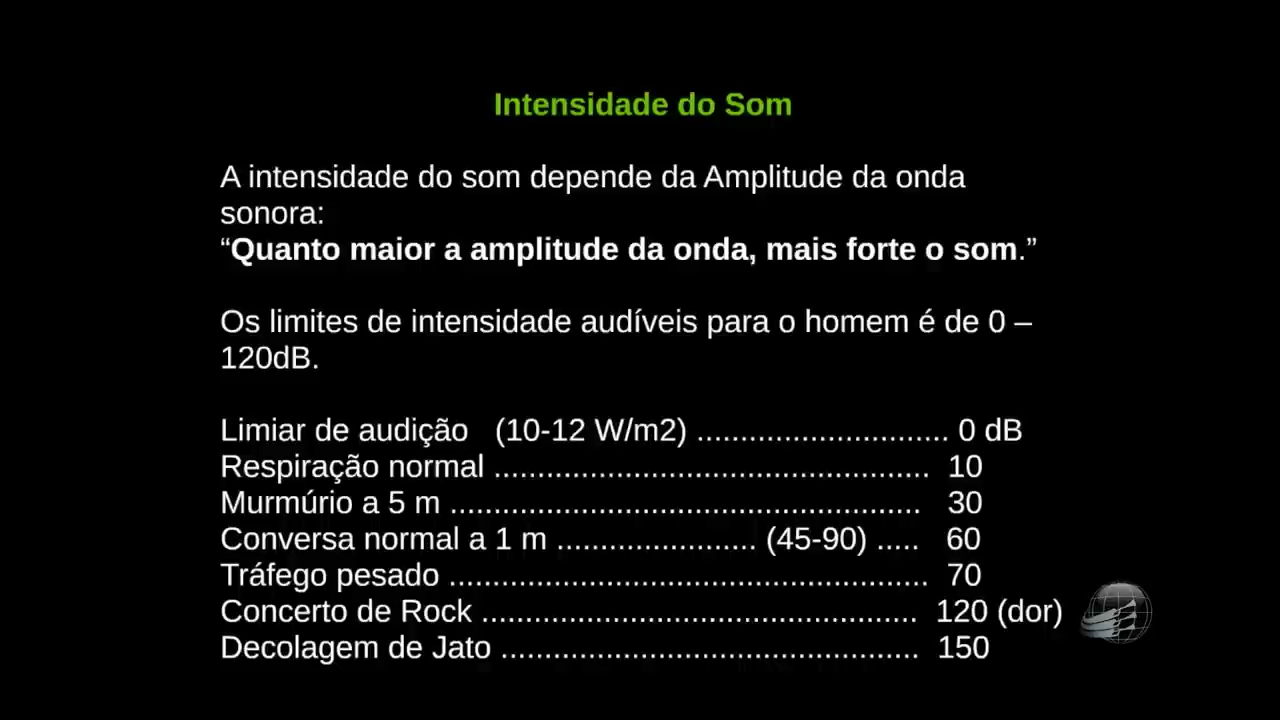 Intensidade do Som
A intensidade do som depende da Amplitude da onda
sonora:
“Quanto maior a amplitude da onda, mais forte o som.”
Os limites de intensidade audíveis para o homem é de 0 –
120dB.
Limiar de audição (10-12 W/m2) ............................. 0 dB
Respiração normal .................................................. 10
Murmúrio a 5 m ...................................................... 30
Conversa normal a 1 m ....................... (45-90) ..... 60
Tráfego pesado ....................................................... 70
Concerto de Rock .................................................. 120 (dor)
Decolagem de Jato ................................................ 150